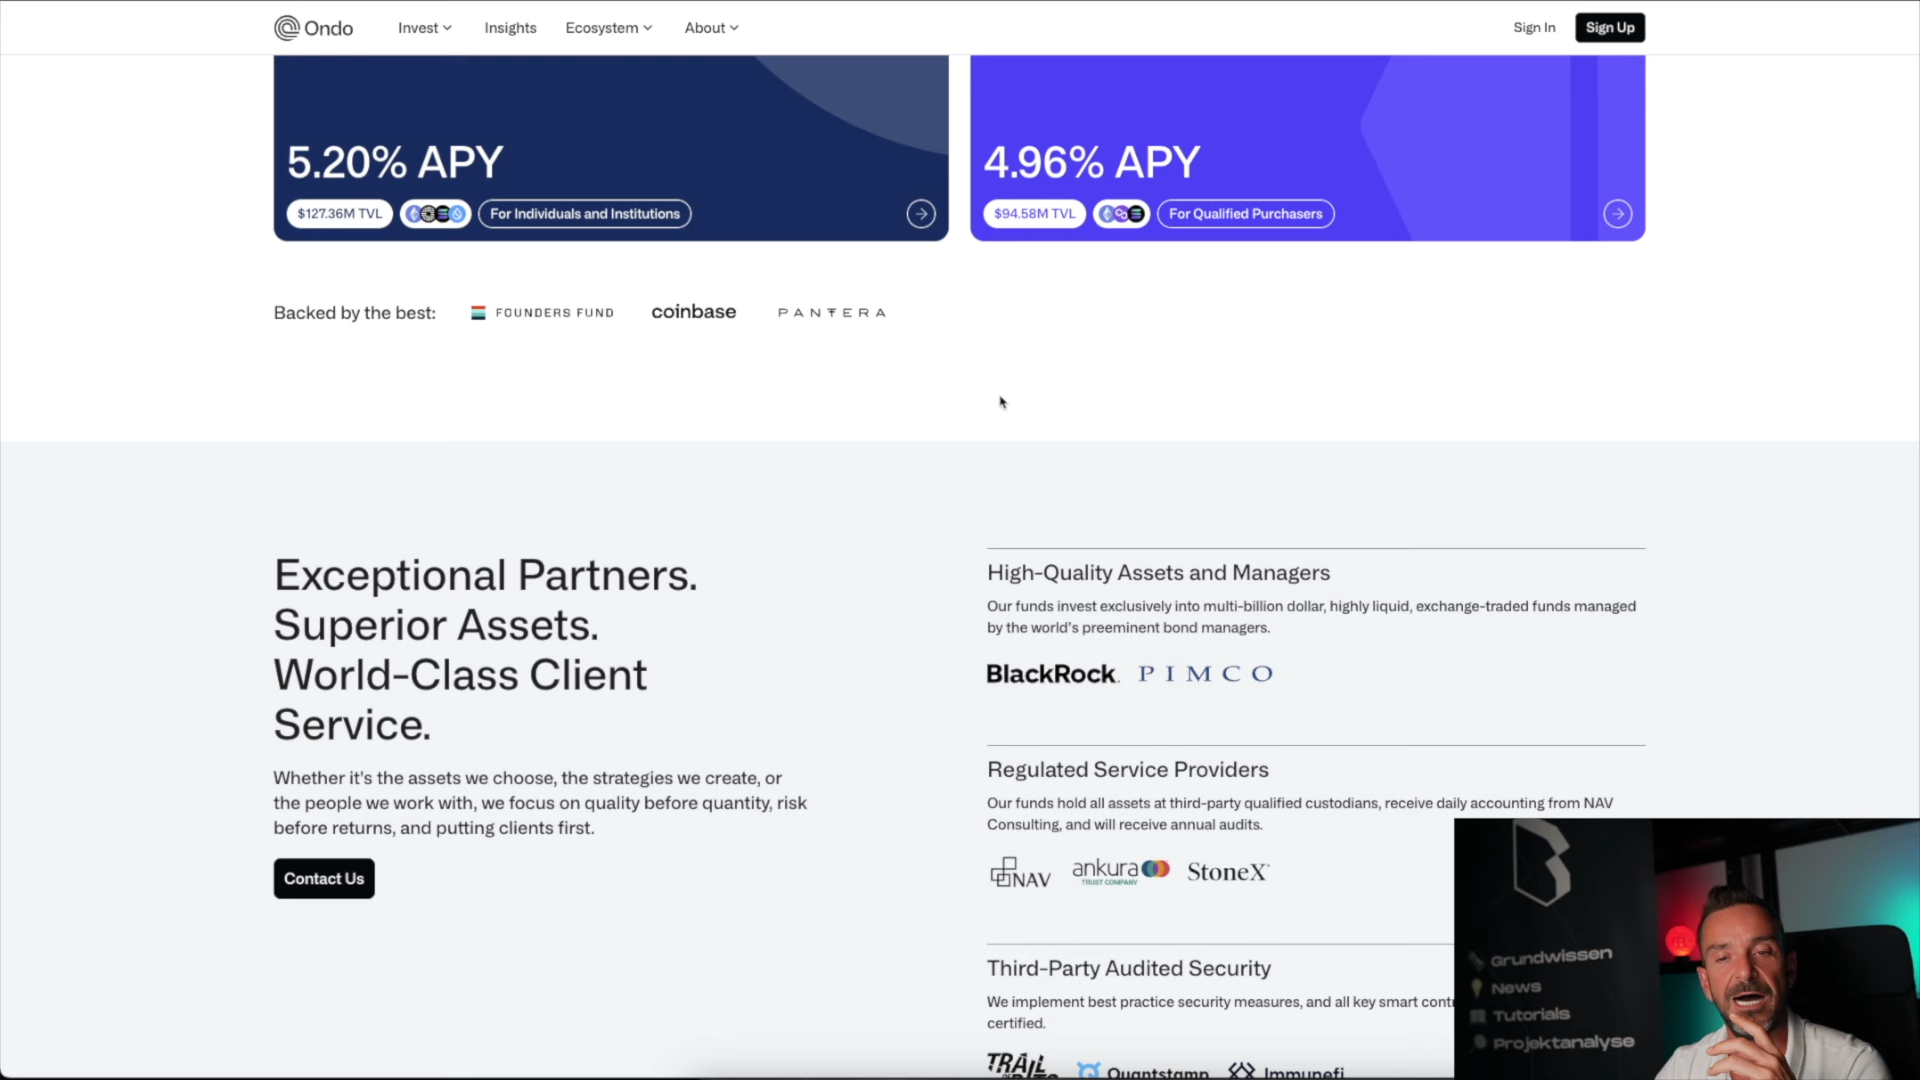 Ondo
Invest
Insights
Ecosystem
About
Sign In
Sign Up
5.20% APY
$127.36M TVL
For Individuals and Institutions
4.96% APY
$94.58M TVL
For Qualified Purchasers
Backed by the best:
FOUNDERS FUND
coinbase
PANTERA
Exceptional Partners.
Superior Assets.
World-Class Client
Service.
Whether it's the assets we choose, the strategies we create, or
the people we work with, we focus on quality before quantity, risk
before returns, and putting clients first.
Contact Us
High-Quality Assets and Managers
Our funds invest exclusively into multi-billion dollar, highly liquid, exchange-traded funds managed
by the world's preeminent bond managers.
BlackRock.
PIMCO
Regulated Service Providers
Our funds hold all assets at third-party qualified custodians, receive daily accounting from NAV
Consulting, and will receive annual audits.
NAV
ankura
TRUST COMPANY
StoneX
Third-Party Audited Security
We implement best practice security measures, and all key smart
certified.
TRAIL
Quantstamp
Immunefi
Grundwissen
News
Tutorials
Projektanalyse